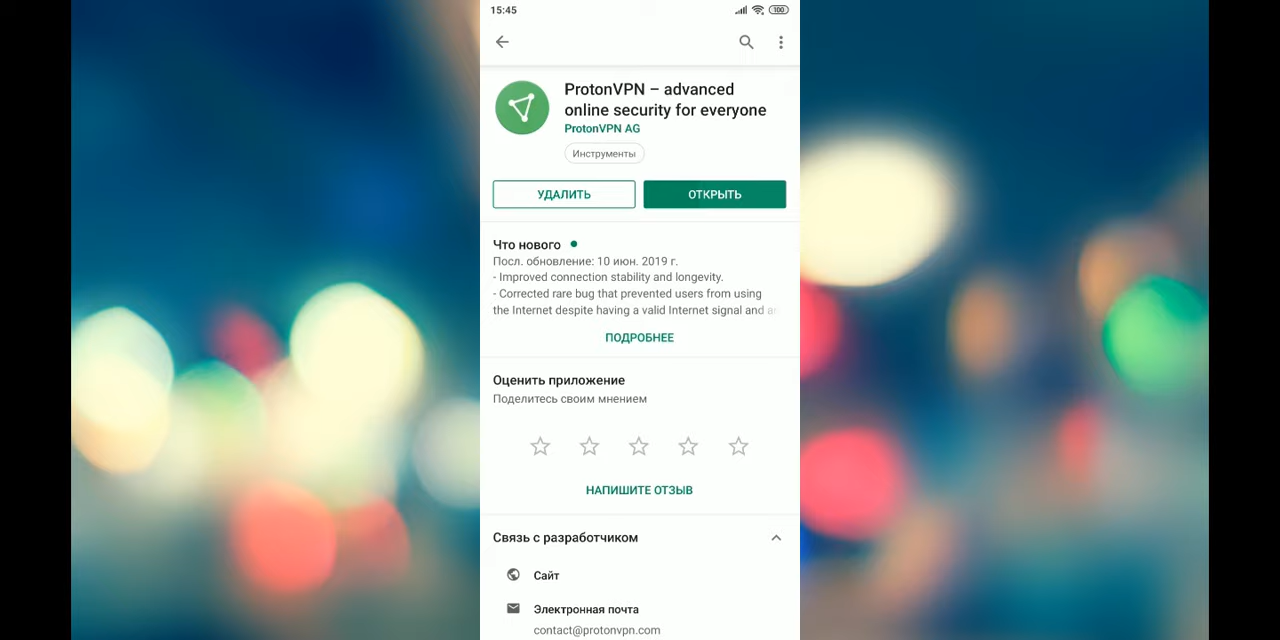 15:45
100
ProtonVPN – advanced
online security for everyone
ProtonVPN AG
Инструменты
УДАЛИТЬ
ОТКРЫТЬ
Что нового
Посл. обновление: 10 июн. 2019 г.
- Improved connection stability and longevity.
- Corrected rare bug that prevented users from using
the Internet despite having a valid Internet signal and
ПОДРОБНЕЕ
Оценить приложение
Поделитесь своим мнением
НАПИШИТЕ ОТЗЫВ
Связь с разработчиком
Сайт
Электронная почта
contact@protonvpn.com